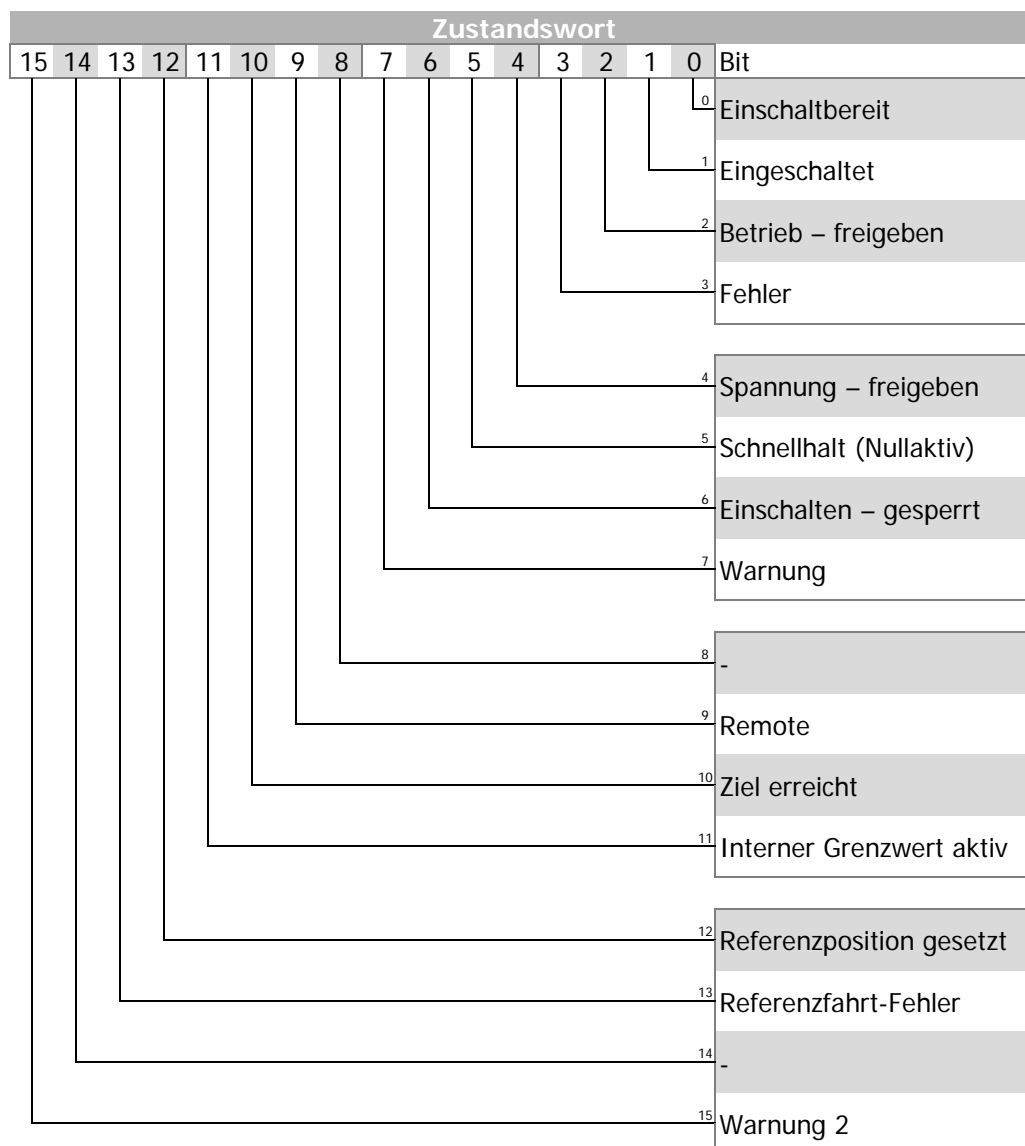 Zustandswort
15 14 13 12 11 10 9 8 7 6 5 4 3 2 1 0 Bit
0 Einschaltbereit
1 Eingeschaltet
2 Betrieb – freigeben
3 Fehler
4 Spannung – freigeben
5 Schnellhalt (Nullaktiv)
6 Einschalten – gesperrt
7 Warnung
8 -
9 Remote
10 Ziel erreicht
11 Interner Grenzwert aktiv
12 Referenzposition gesetzt
13 Referenzfahrt-Fehler
14 -
15 Warnung 2